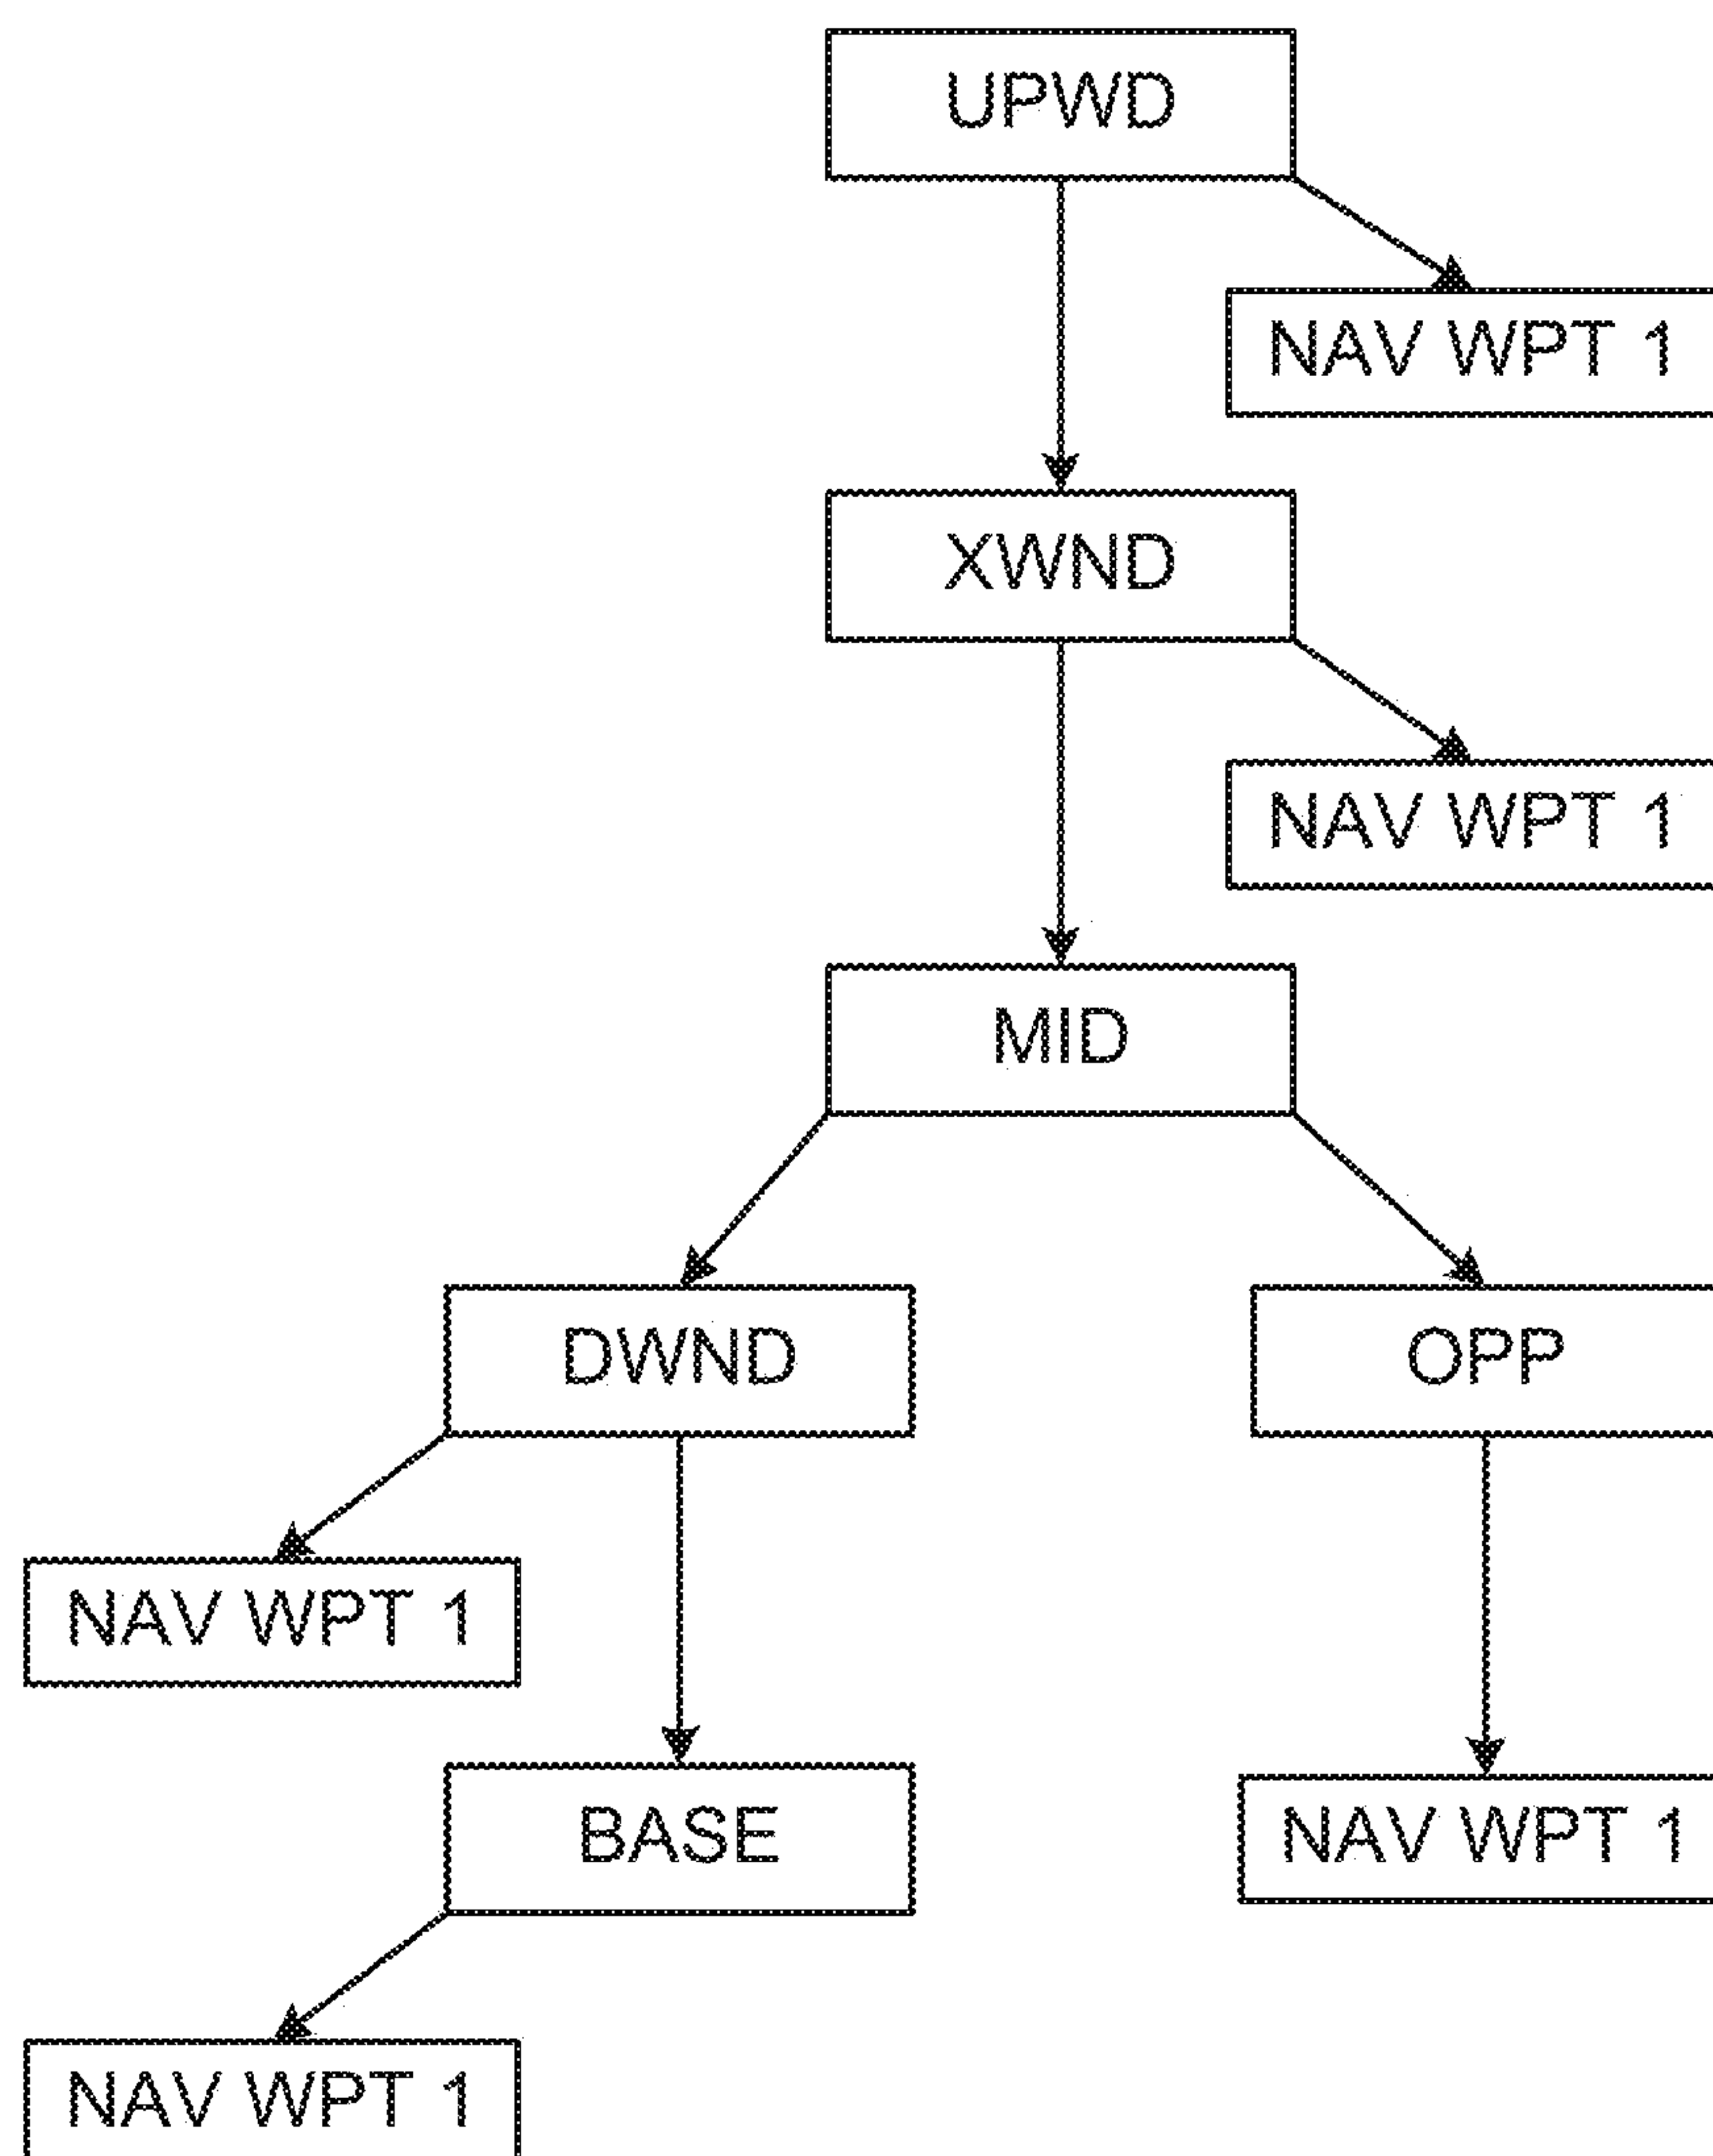 UPWD
NAV WPT 1
XWND
NAV WPT 1
MID
DWND
OPP
NAV WPT 1
BASE
NAV WPT 1
NAV WPT 1